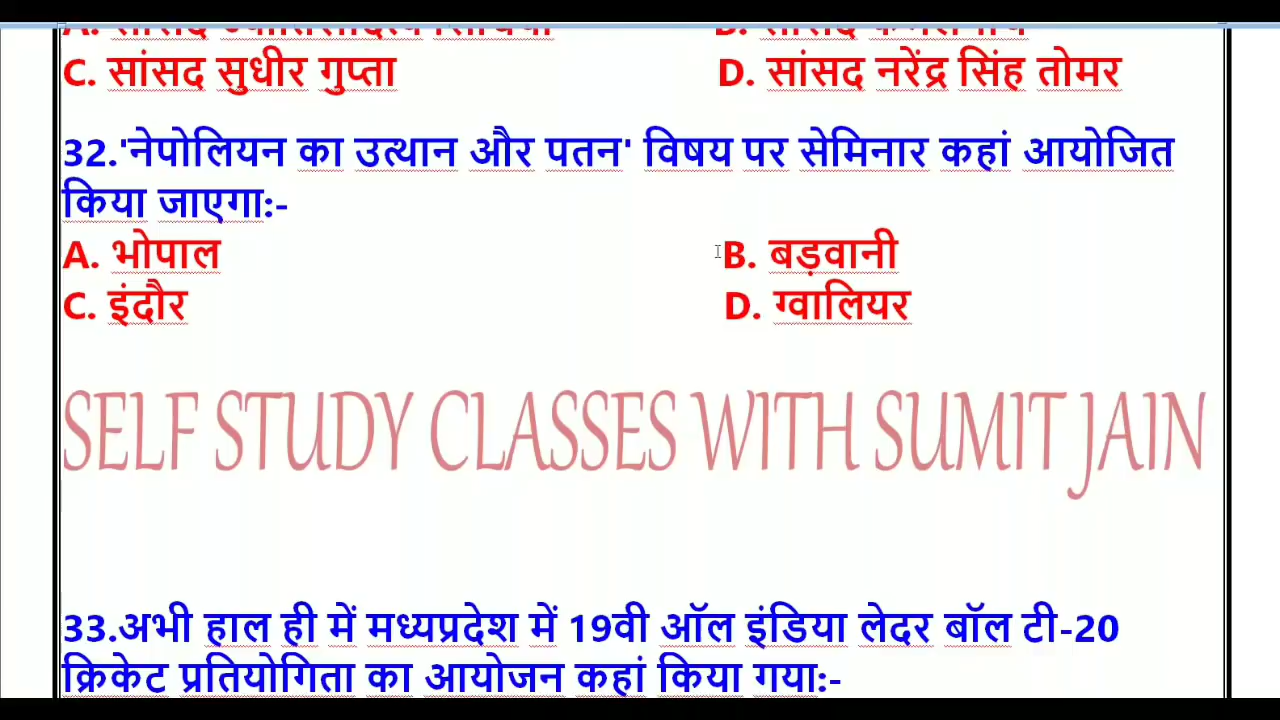 C. सांसद सुधीर गुप्ता D. सांसद नरेंद्र सिंह तोमर
32.'नेपोलियन का उत्थान और पतन' विषय पर सेमिनार कहां आयोजित
किया जाएगाः-
A. भोपाल B. बड़वानी
C. इंदौर D. ग्वालियर
SELF STUDY CLASSES WITH SUMIT JAIN
33.अभी हाल ही में मध्यप्रदेश में 19वी ऑल इंडिया लेदर बॉल टी-20
क्रिकेट प्रतियोगिता का आयोजन कहां किया गयाः-